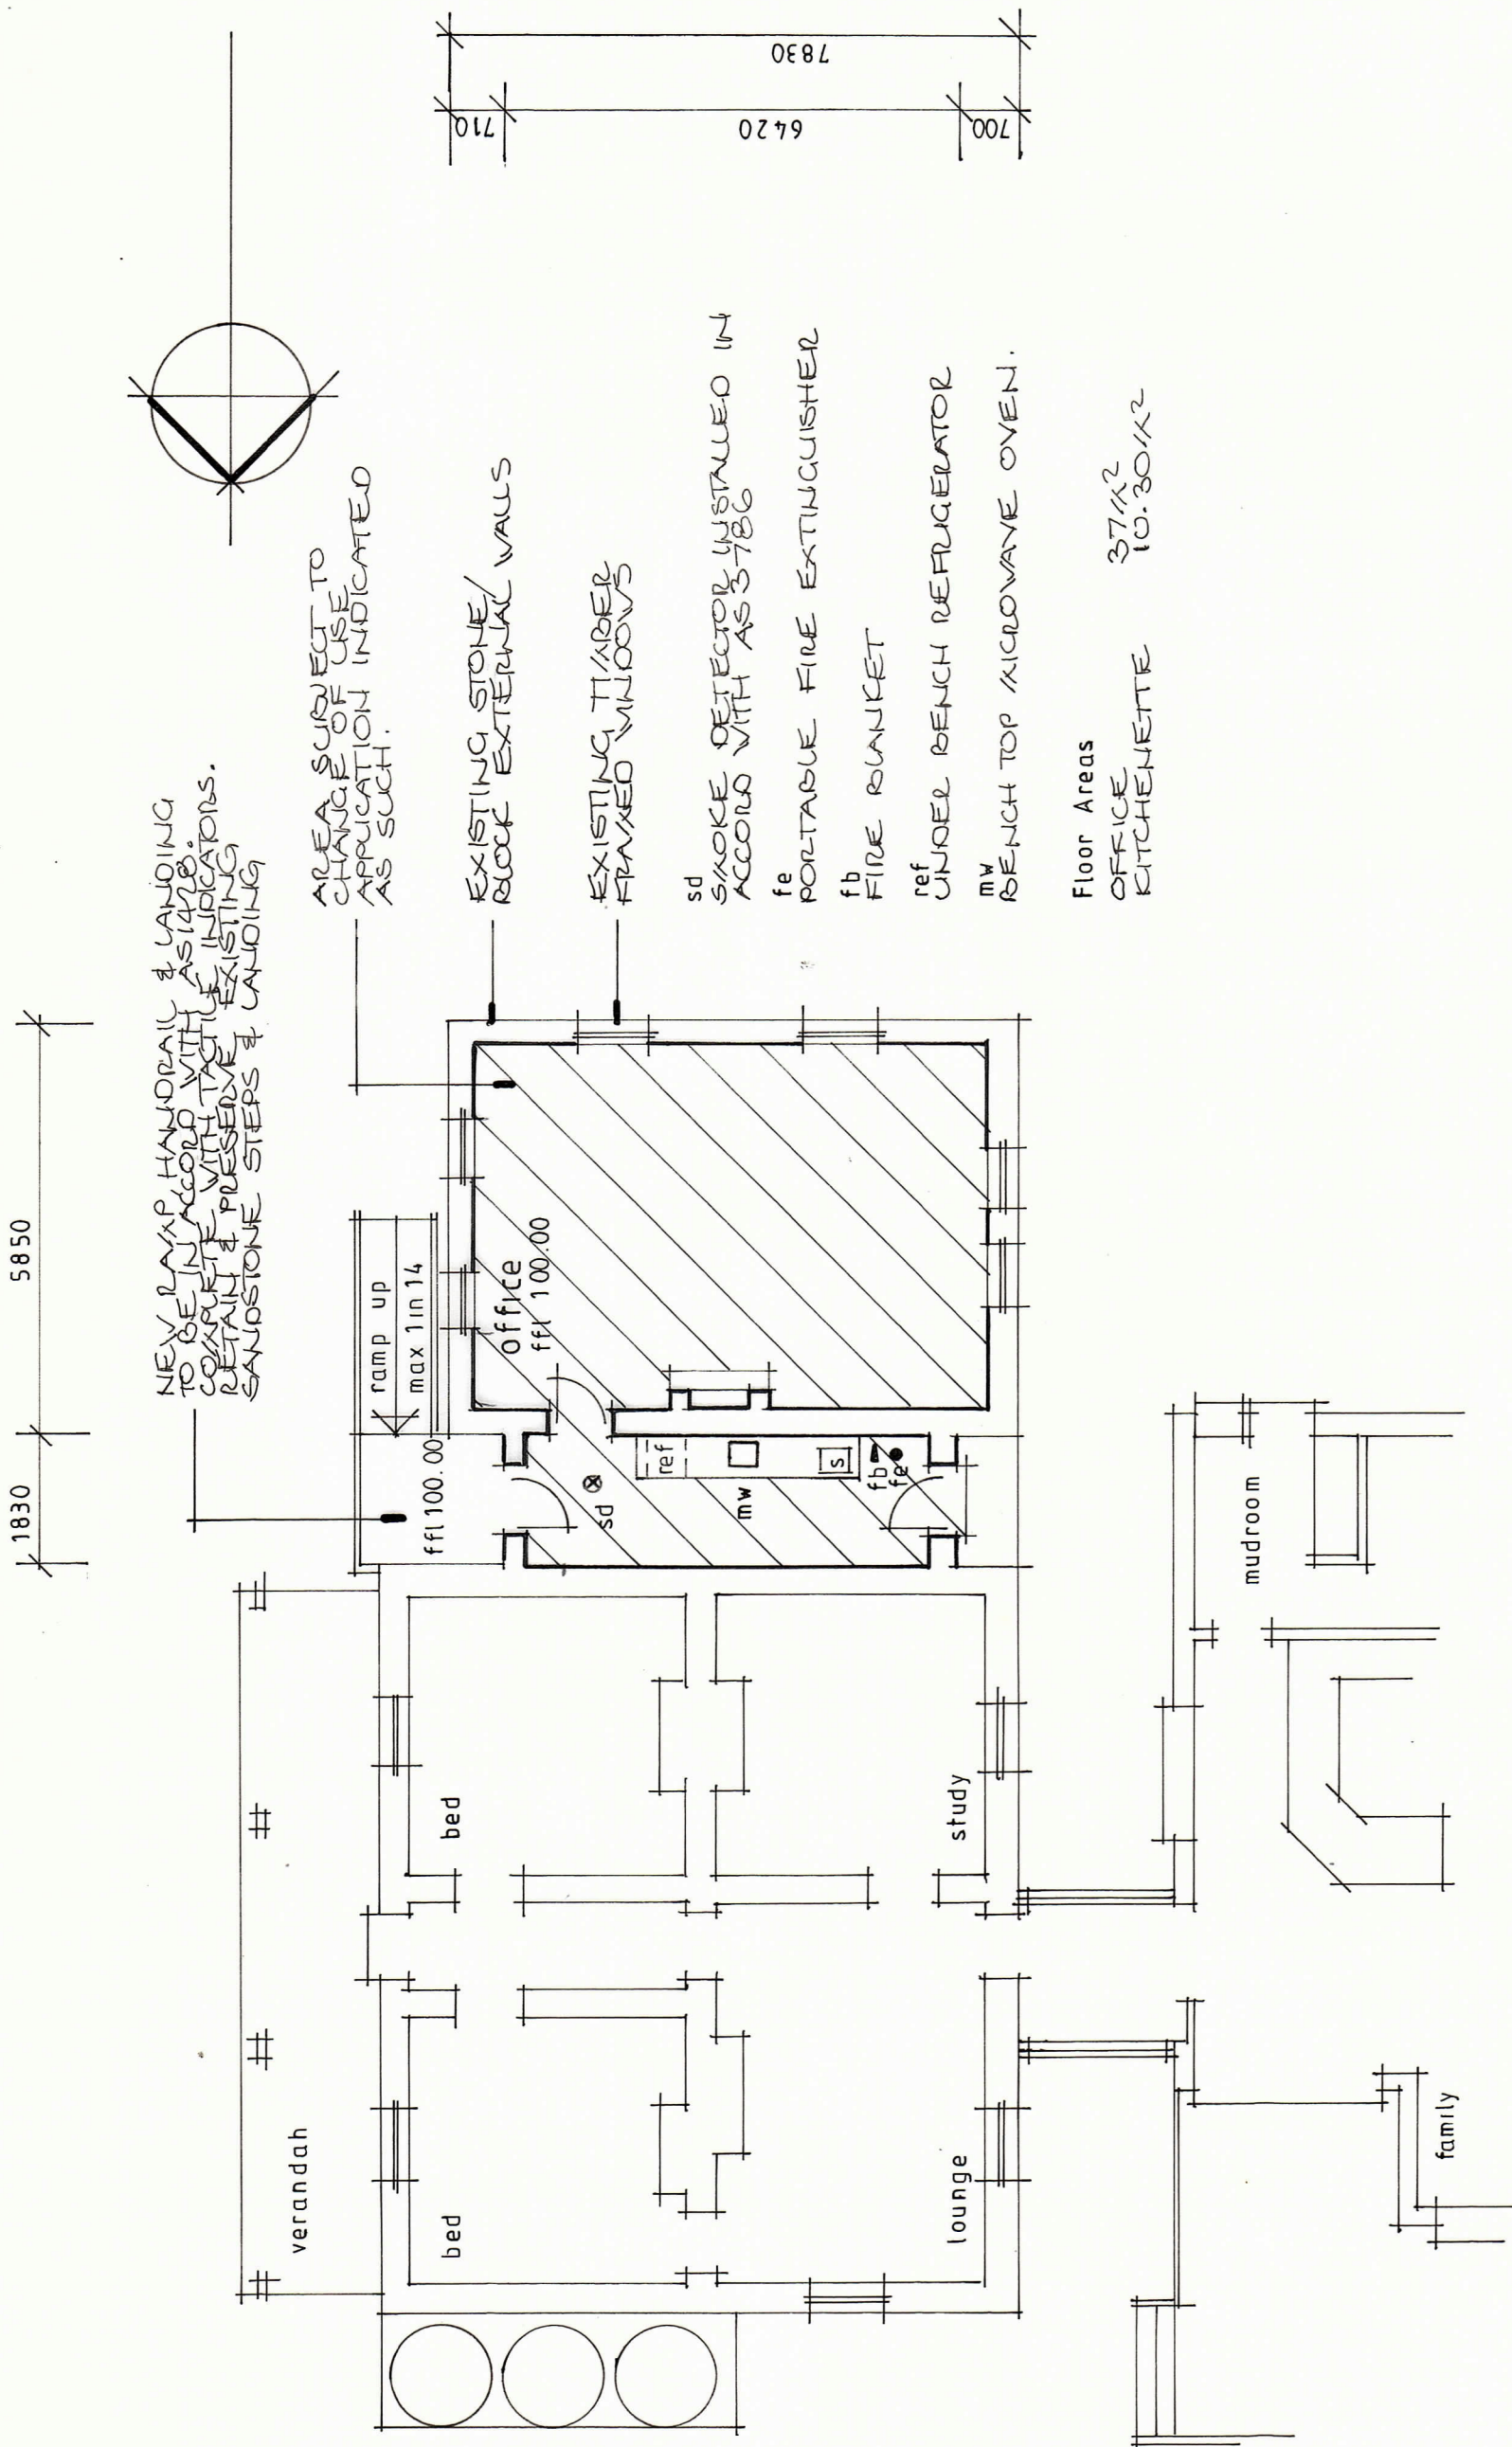 NEW RAMP HANDRAIL & LANDING
TO BE IN ACCORD WITH AS1428.
COMPLETE WITH TACTILE INDICATORS.
RETAIN & PRESERVE EXISTING
SANDSTONE STEPS & LANDING
AREA SUBJECT TO
CHANGE OF USE
APPLICATION INDICATED
AS SUCH.
EXISTING STONE/
BLOCK EXTERNAL WALLS
EXISTING TIMBER
FRAMED WINDOWS
sd
SMOKE DETECTOR INSTALLED IN
ACCORD WITH AS3786
fe
PORTABLE FIRE EXTINGUISHER
fb
FIRE BLANKET
ref
UNDER BENCH REFRIGERATOR
mw
BENCH TOP MICROWAVE OVEN.
Floor Areas
OFFICE 37M²
KITCHENETTE 10.30M²
1830
5850
7830
710
6420
700
ramp up
max 1 in 14
ffl 100.00
office
ffl 100.00
sd
ref
mw
s
fb
fe
verandah
bed
bed
lounge
study
mudroom
family